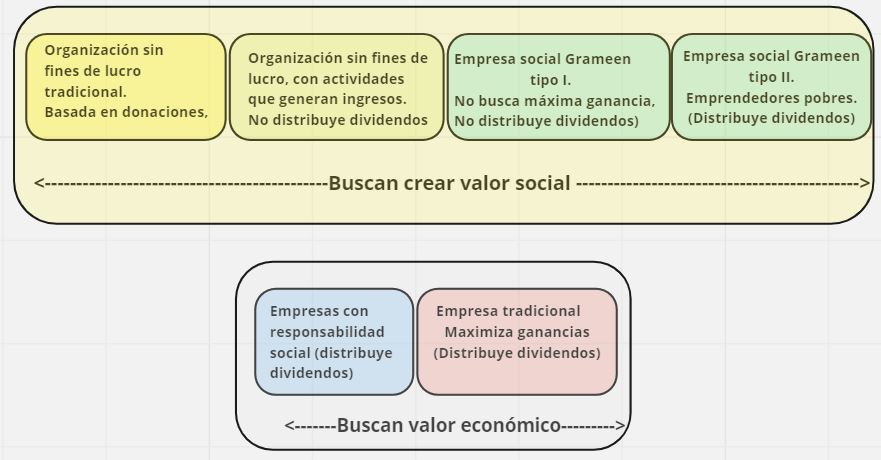 Organización sin
fines de lucro
tradicional.
Basada en donaciones,
Organización sin fines de
lucro, con actividades
que generan ingresos.
No distribuye dividendos
Empresa social Grameen
tipo I.
No busca máxima ganancia,
No distribuye dividendos)
Empresa social Grameen
tipo II.
Emprendedores pobres.
(Distribuye dividendos)
<---------------------------------------------Buscan crear valor social ---------------------------------------------->
Empresas con
responsabilidad
social (distribuye
dividendos)
Empresa tradicional
Maximiza ganancias
(Distribuye dividendos)
<-------Buscan valor económico--------->